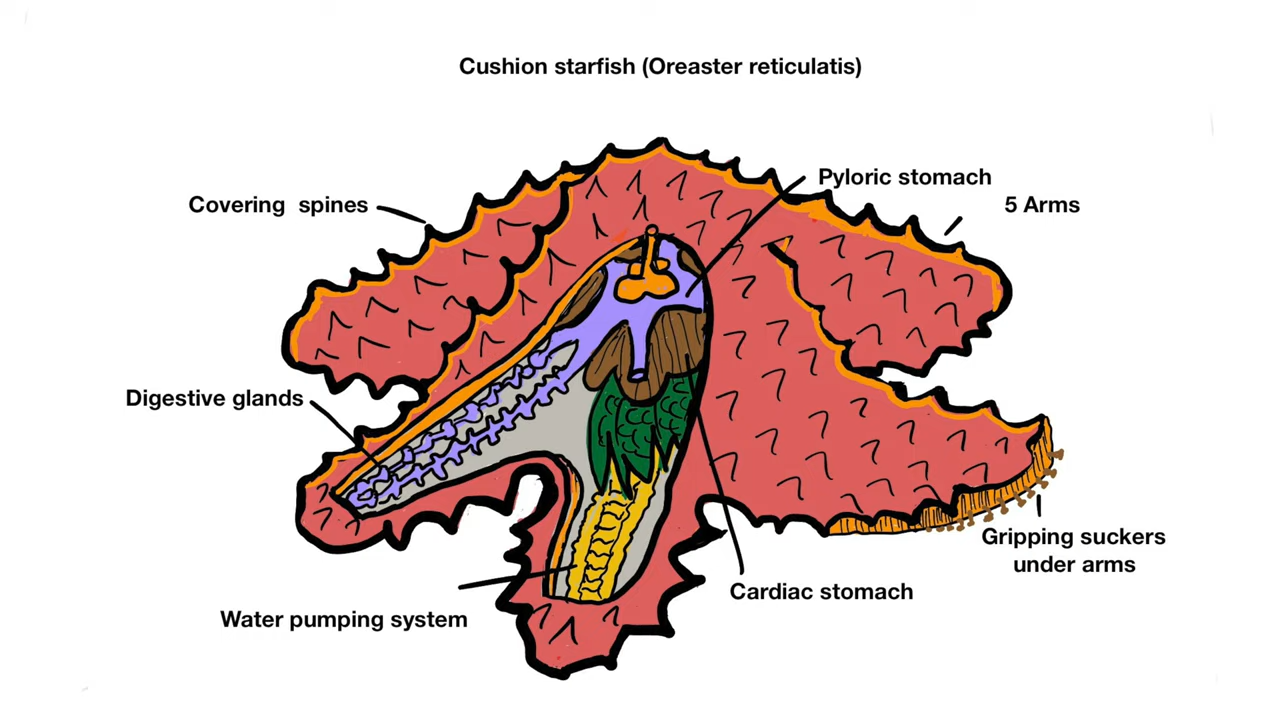 Cushion starfish (Oreaster reticulatis)
Pyloric stomach
Covering spines
5 Arms
Digestive glands
Gripping suckers
under arms
Cardiac stomach
Water pumping system